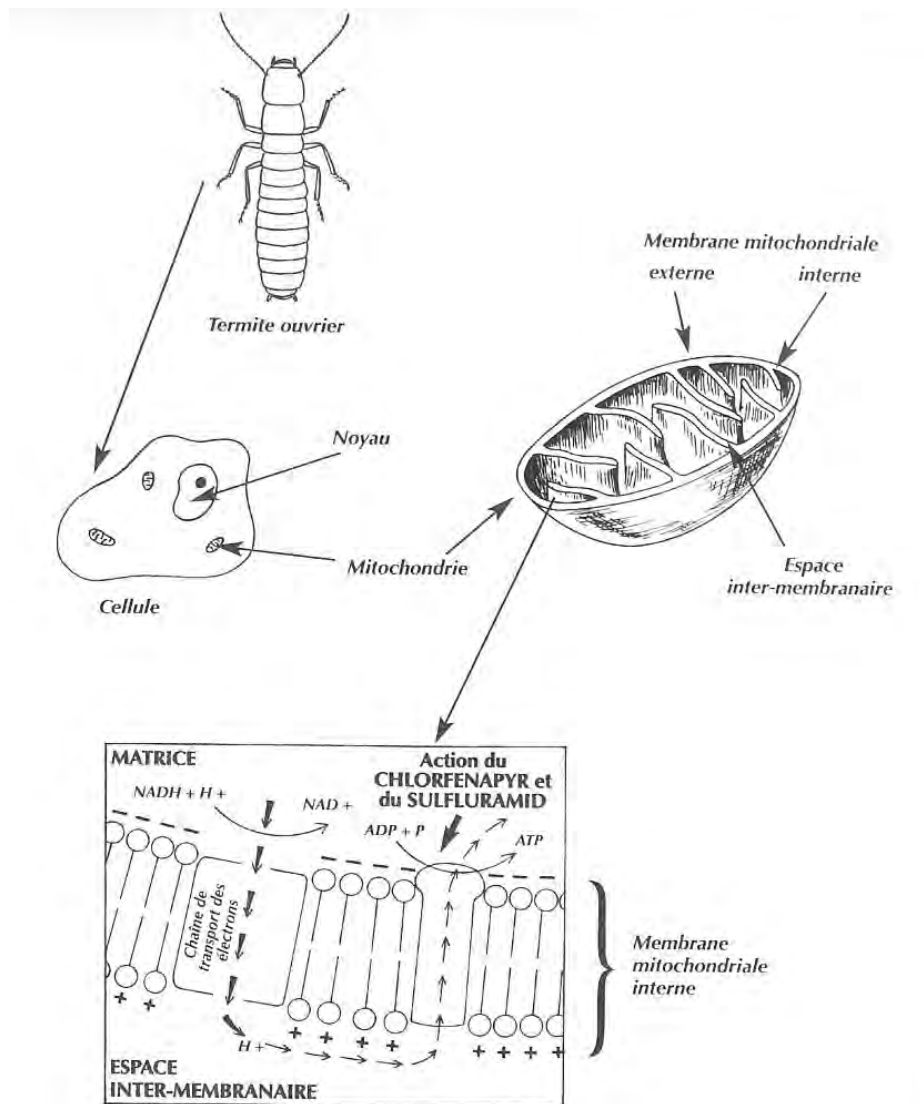 Termite ouvrier
Membrane mitochondriale
externe
interne
Noyau
Mitochondrie
Cellule
Espace
inter-membranaire
MATRICE
Action du
CHLORFENAPYR et
du SULFLURAMID
NADH + H +
NAD +
ADP + P
ATP
Chaîne de
transport des
électrons
H +
+ +
+ + + +
+ + + +
ESPACE
INTER-MEMBRANAIRE
Membrane
mitochondriale
interne